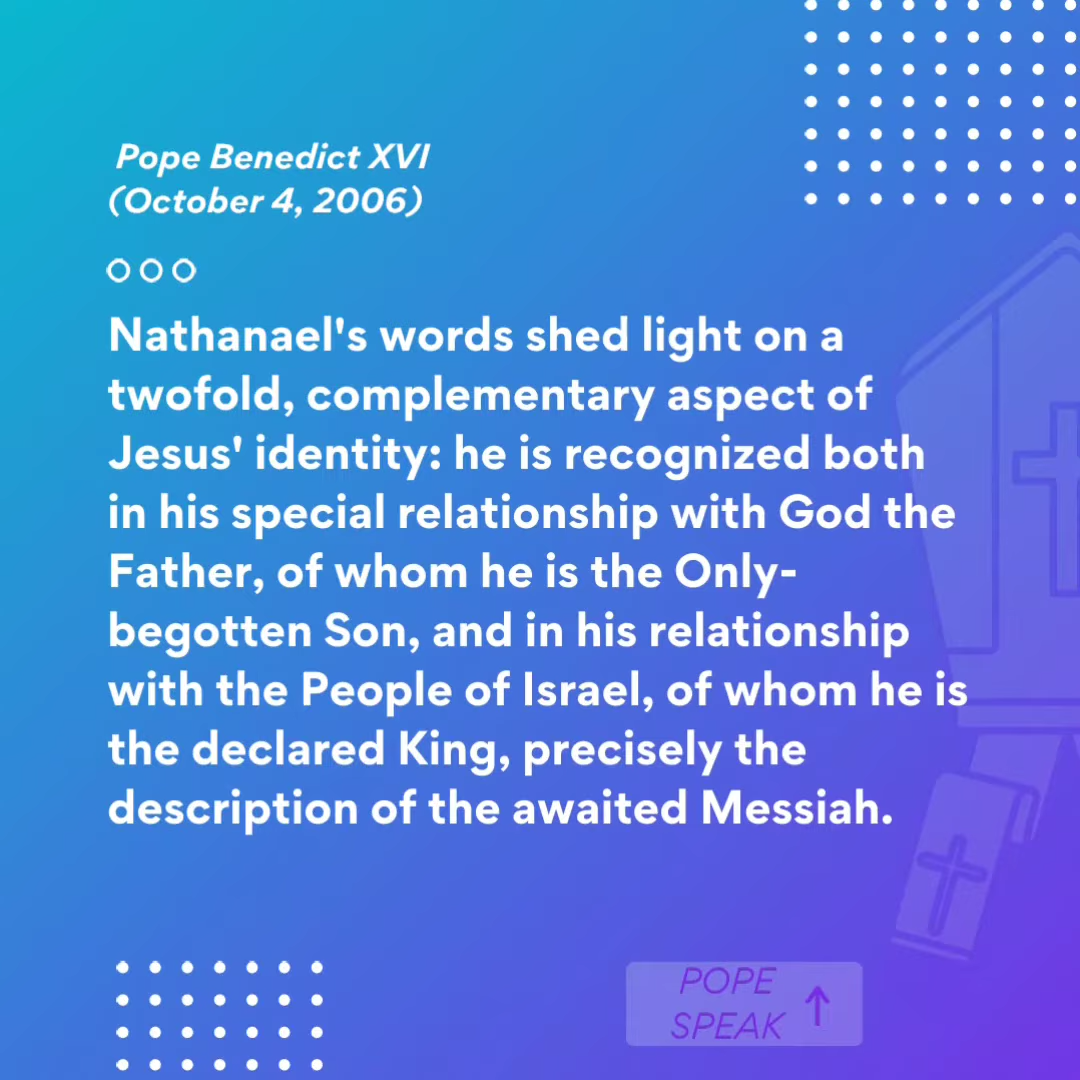 Pope Benedict XVI
(October 4, 2006)
Nathanael's words shed light on a
twofold, complementary aspect of
Jesus' identity: he is recognized both
in his special relationship with God the
Father, of whom he is the Only-
begotten Son, and in his relationship
with the People of Israel, of whom he is
the declared King, precisely the
description of the awaited Messiah.
POPE
SPEAK